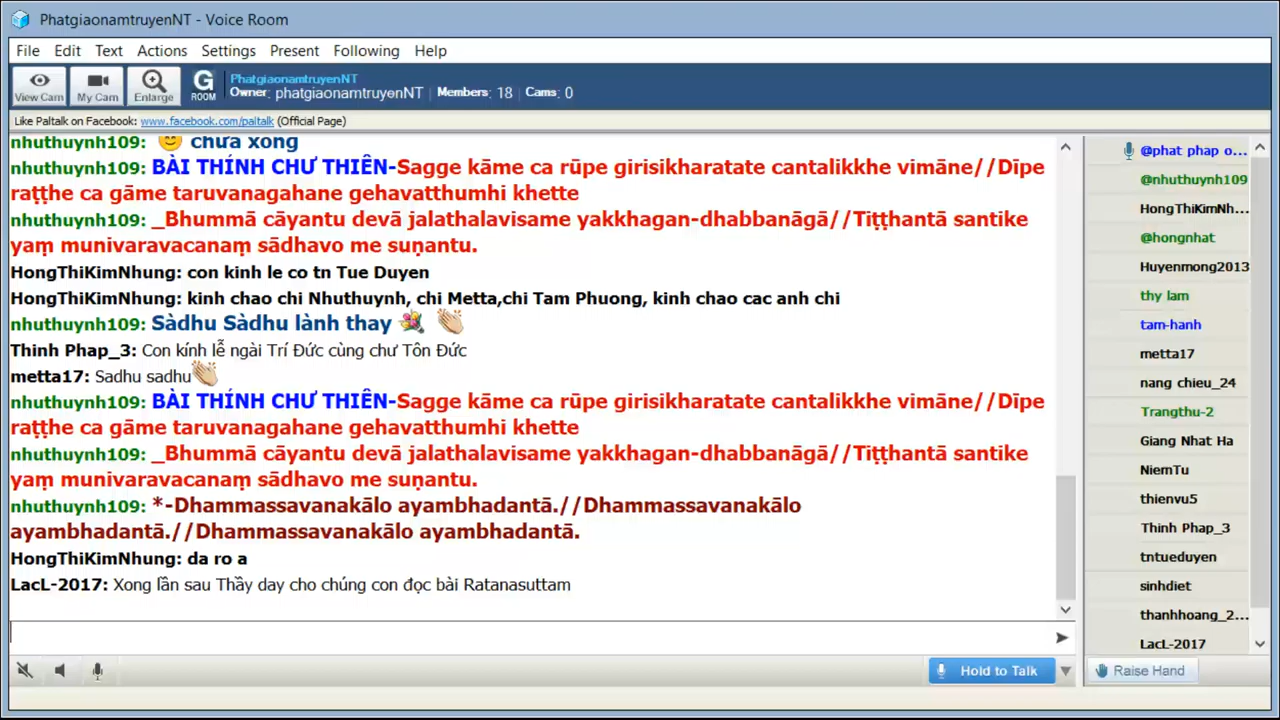 PhatgiaonamtruyenNT - Voice Room
File Edit Text Actions Settings Present Following Help
View Cam My Cam Enlarge G ROOM
PhatgiaonamtruyenNT
Owner: phatgiaonamtruyenNT Members: 18 Cams: 0
Like Paltalk on Facebook: www.facebook.com/paltalk (Official Page)
nhuthuynh109: 😊 chưa xong
nhuthuynh109: BÀI THÍNH CHƯ THIÊN-Sagge kāme ca rūpe girisikharatate cantalikkhe vimāne//Dīpe
raṭṭhe ca gāme taruvanagahane gehavatthumhi khette
nhuthuynh109: _Bhummā cāyantu devā jalathalavisame yakkhagan-dhabbanāgā//Tiṭṭhantā santike
yaṃ munivaravacanaṃ sādhavo me suṇantu.
HongThiKimNhung: con kinh le co tn Tue Duyen
HongThiKimNhung: kinh chao chi Nhuthuynh, chi Metta,chi Tam Phuong, kinh chao cac anh chi
nhuthuynh109: Sàdhu Sàdhu lành thay 💐 👏
Thinh Phap_3: Con kính lễ ngài Trí Đức cùng chư Tôn Đức
metta17: Sadhu sadhu👏
nhuthuynh109: BÀI THÍNH CHƯ THIÊN-Sagge kāme ca rūpe girisikharatate cantalikkhe vimāne//Dīpe
raṭṭhe ca gāme taruvanagahane gehavatthumhi khette
nhuthuynh109: _Bhummā cāyantu devā jalathalavisame yakkhagan-dhabbanāgā//Tiṭṭhantā santike
yaṃ munivaravacanaṃ sādhavo me suṇantu.
nhuthuynh109: *-Dhammassavanakālo ayambhadantā.//Dhammassavanakālo
ayambhadantā.//Dhammassavanakālo ayambhadantā.
HongThiKimNhung: da ro a
LacL-2017: Xong lần sau Thầy day cho chúng con đọc bài Ratanasuttam
@phat phap o...
@nhuthuynh109
HongThiKimNh...
@hongnhat
Huyenmong2013
thy lam
tam-hanh
metta17
nang chieu_24
Trangthu-2
Giang Nhat Ha
NiemTu
thienvu5
Thinh Phap_3
tntueduyen
sinhdiet
thanhhoang_2...
LacL-2017
Hold to Talk
Raise Hand